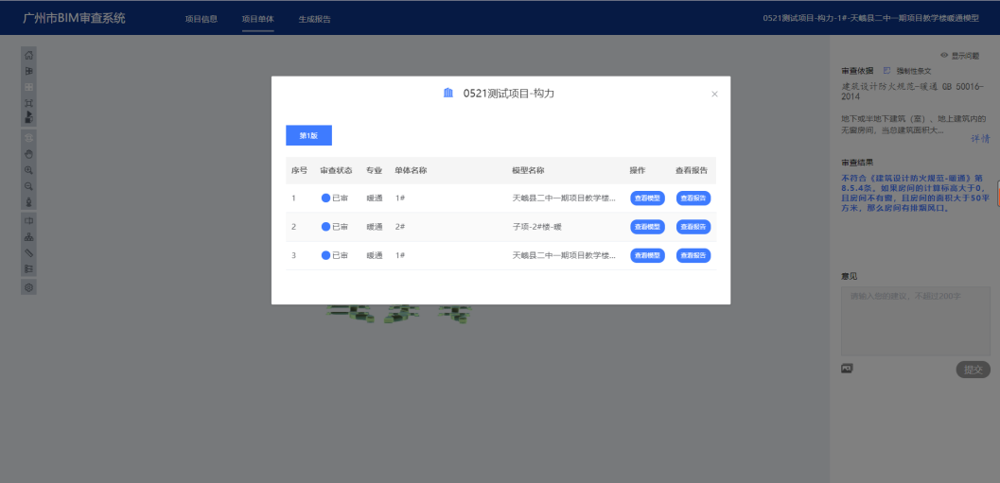 广州市BIM审查系统
项目信息
项目单体
生成报告
0521测试项目-构力-1#-天峨县二中一期项目教学楼暖通模型
显示问题
审查依据
强制性条文
建筑设计防火规范-暖通 GB 50016-
2014
地下或半地下建筑（室）、地上建筑内的
无窗房间，当总建筑面积大...
详情
审查结果
不符合《建筑设计防火规范-暖通》第
8.5.4条。如果房间的计算标高大于0，
且房间不有窗，且房间的面积大于50平
方米，那么房间有排烟风口。
意见
请输入您的建议，不超过200字
提交
0521测试项目-构力
第1版
序号 审查状态 专业 单体名称 模型名称 操作 查看报告
1 已审 暖通 1# 天峨县二中一期项目教学楼... 查看模型 查看报告
2 已审 暖通 2# 子项-2#楼-暖 查看模型 查看报告
3 已审 暖通 1# 天峨县二中一期项目教学楼... 查看模型 查看报告